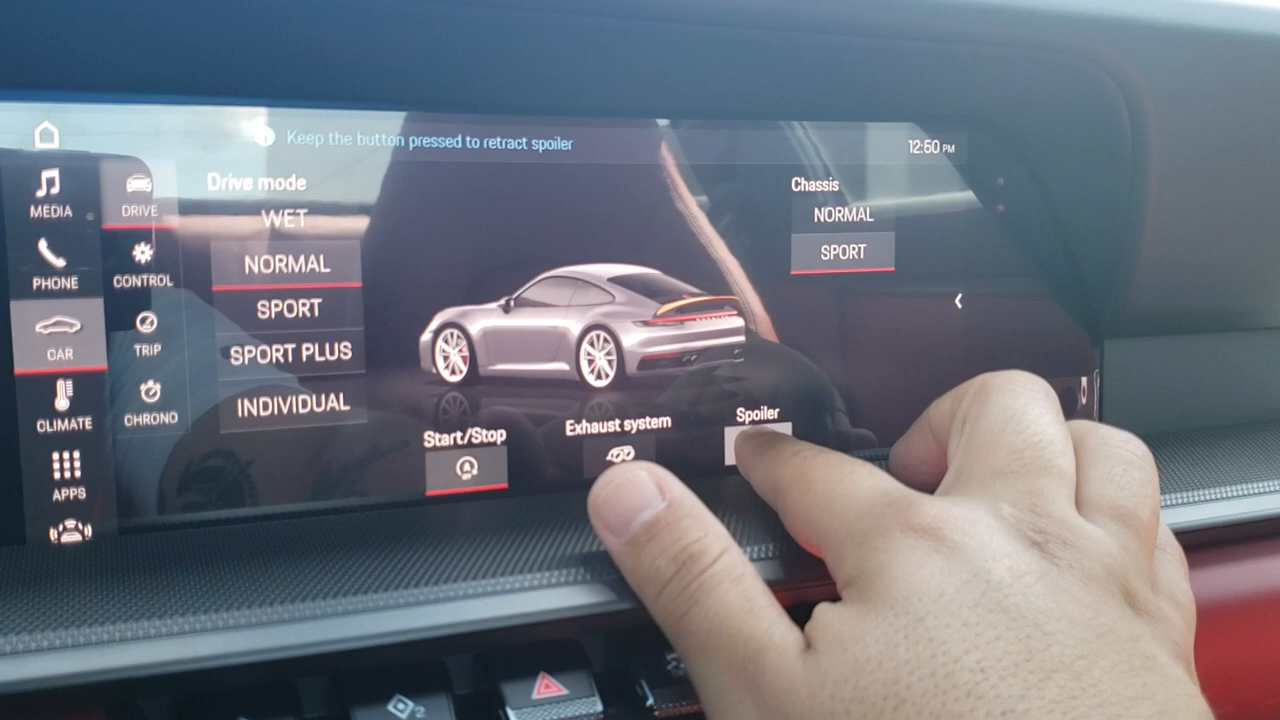 Keep the button pressed to retract spoiler
12:50 PM
MEDIA
PHONE
CAR
CLIMATE
APPS
DRIVE
CONTROL
TRIP
CHRONO
Drive mode
WET
NORMAL
SPORT
SPORT PLUS
INDIVIDUAL
Chassis
NORMAL
SPORT
Start/Stop
OFF
Exhaust system
Spoiler